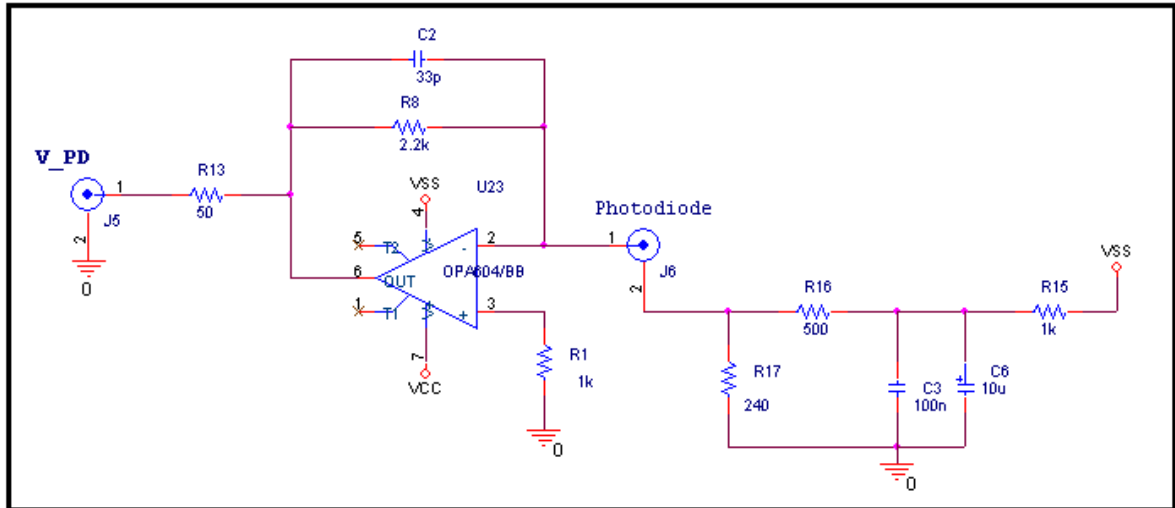 C2
33p
R8
2.2k
V_PD
R13
50
1
J5
2
0
VSS
U23
4
5
T2
V-
2
-
OPA604/BB
6
OUT
1
T1
V+
3
+
7
VCC
R1
1k
0
Photodiode
1
J6
2
VSS
R16
500
R15
1k
R17
240
C3
100n
+
C6
10u
0